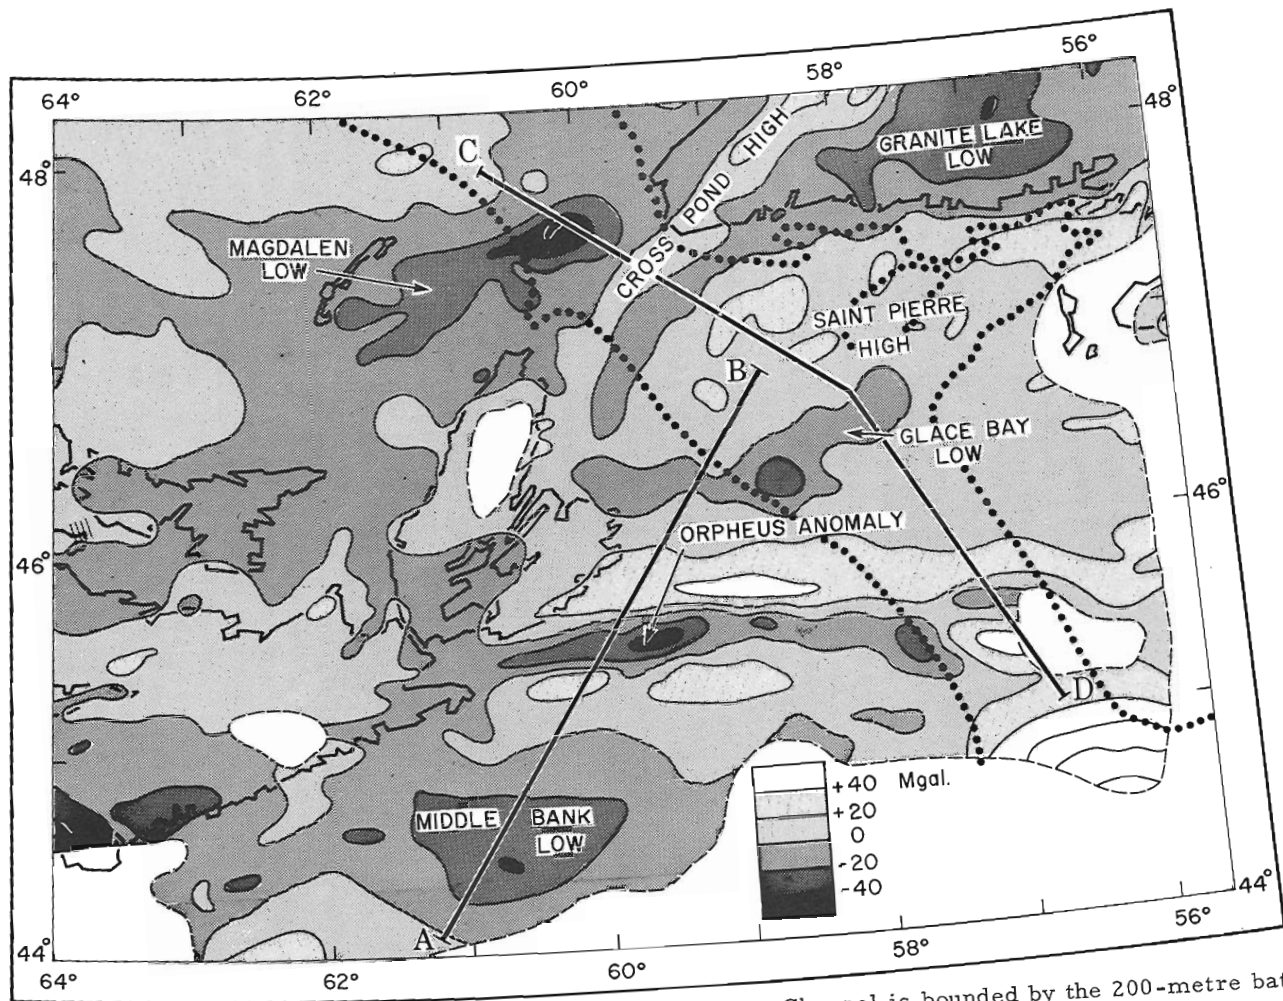 56°
58°
60°
62°
64°
48°
48°
C
CROSS POND HIGH
GRANITE LAKE
LOW
MAGDALEN
LOW
SAINT PIERRE
HIGH
B
GLACE BAY
LOW
46°
ORPHEUS ANOMALY
46°
D
MIDDLE BANK
LOW
+40 Mgal.
+20
0
-20
-40
44°
A
44°
64°
62°
60°
58°
56°
is bounded by the 200-metre